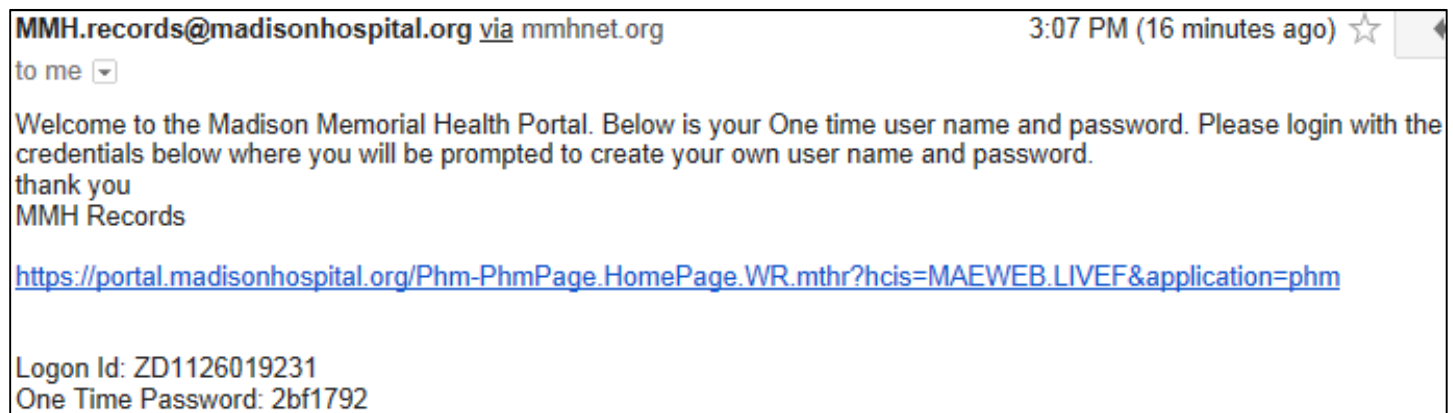 MMH.records@madisonhospital.org via mmhnet.org 3:07 PM (16 minutes ago)
to me
Welcome to the Madison Memorial Health Portal. Below is your One time user name and password. Please login with the
credentials below where you will be prompted to create your own user name and password.
thank you
MMH Records
https://portal.madisonhospital.org/Phm-PhmPage.HomePage.WR.mthr?hcis=MAEWEB.LIVEF&application=phm
Logon Id: ZD1126019231
One Time Password: 2bf1792